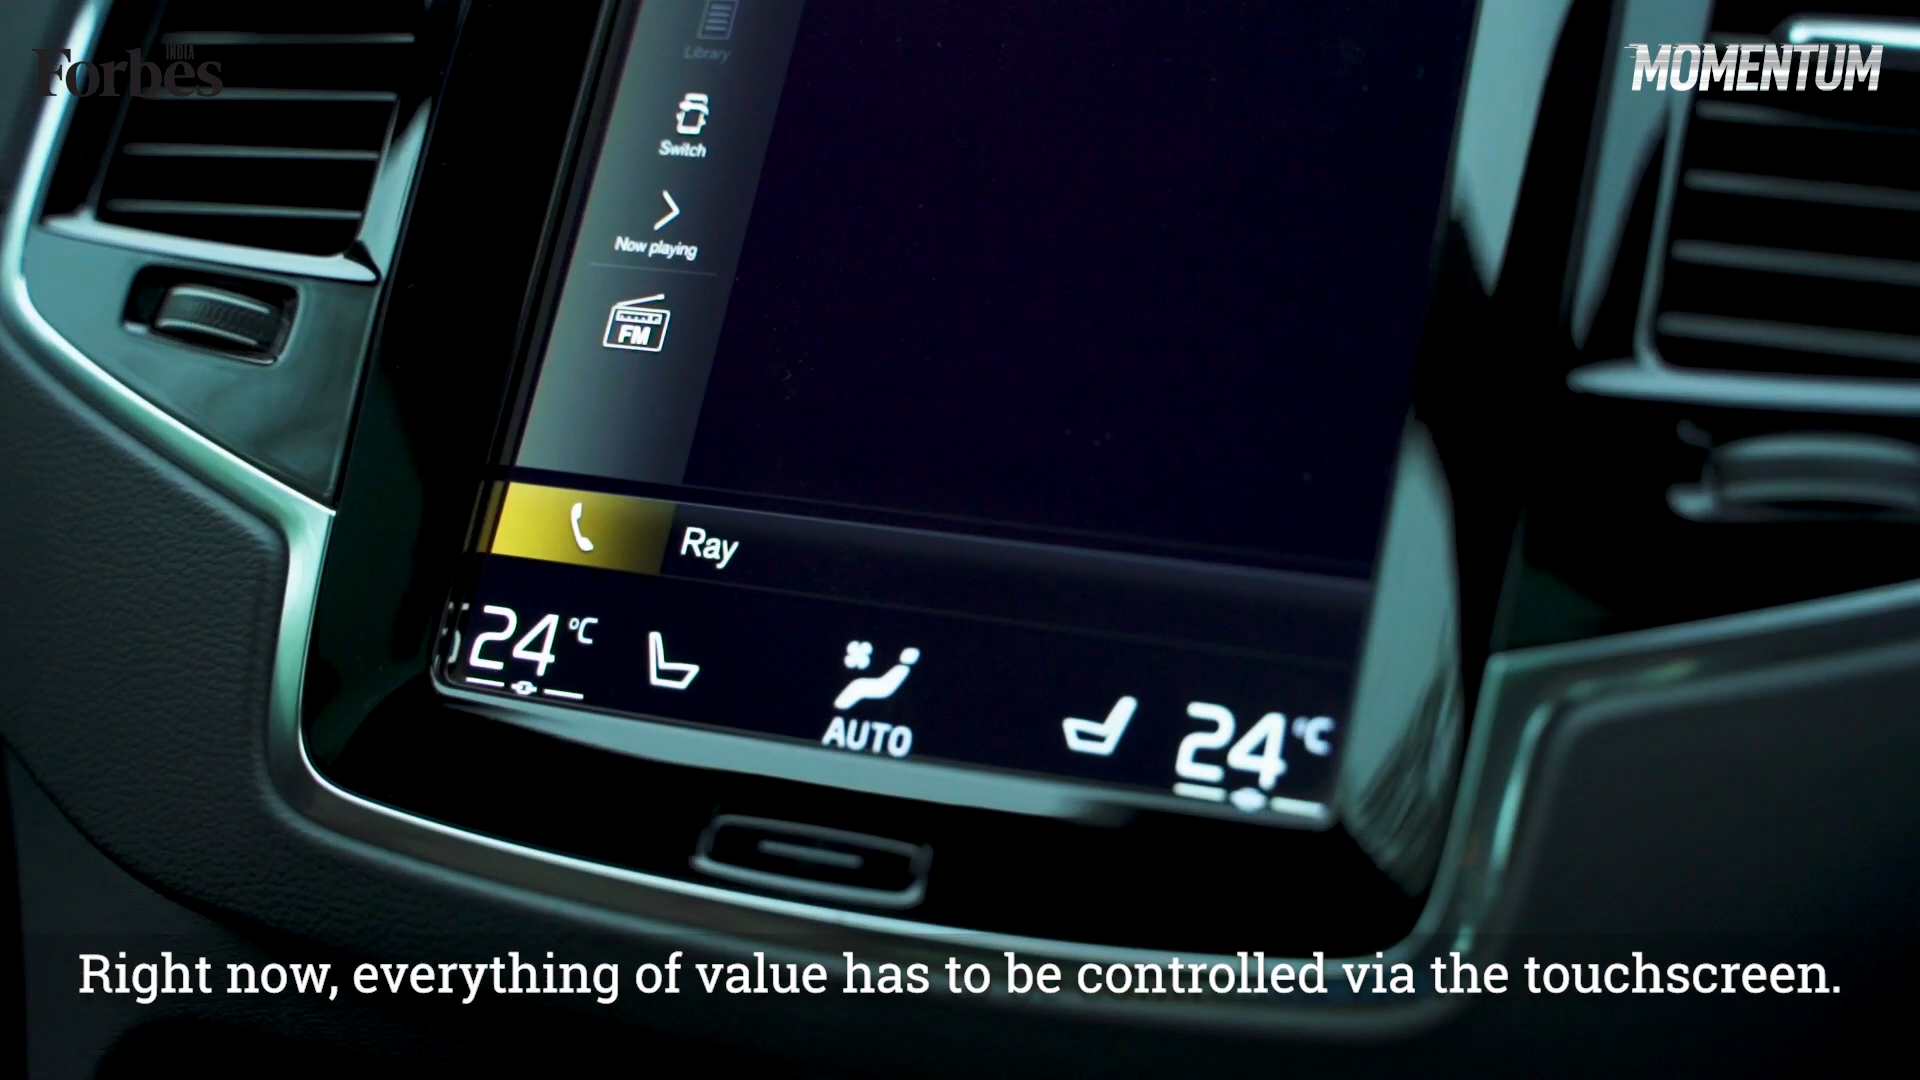 Forbes
INDIA
MOMENTUM
Library
Switch
Now playing
FM
Ray
24°C
AUTO
24°C
Right now, everything of value has to be controlled via the touchscreen.